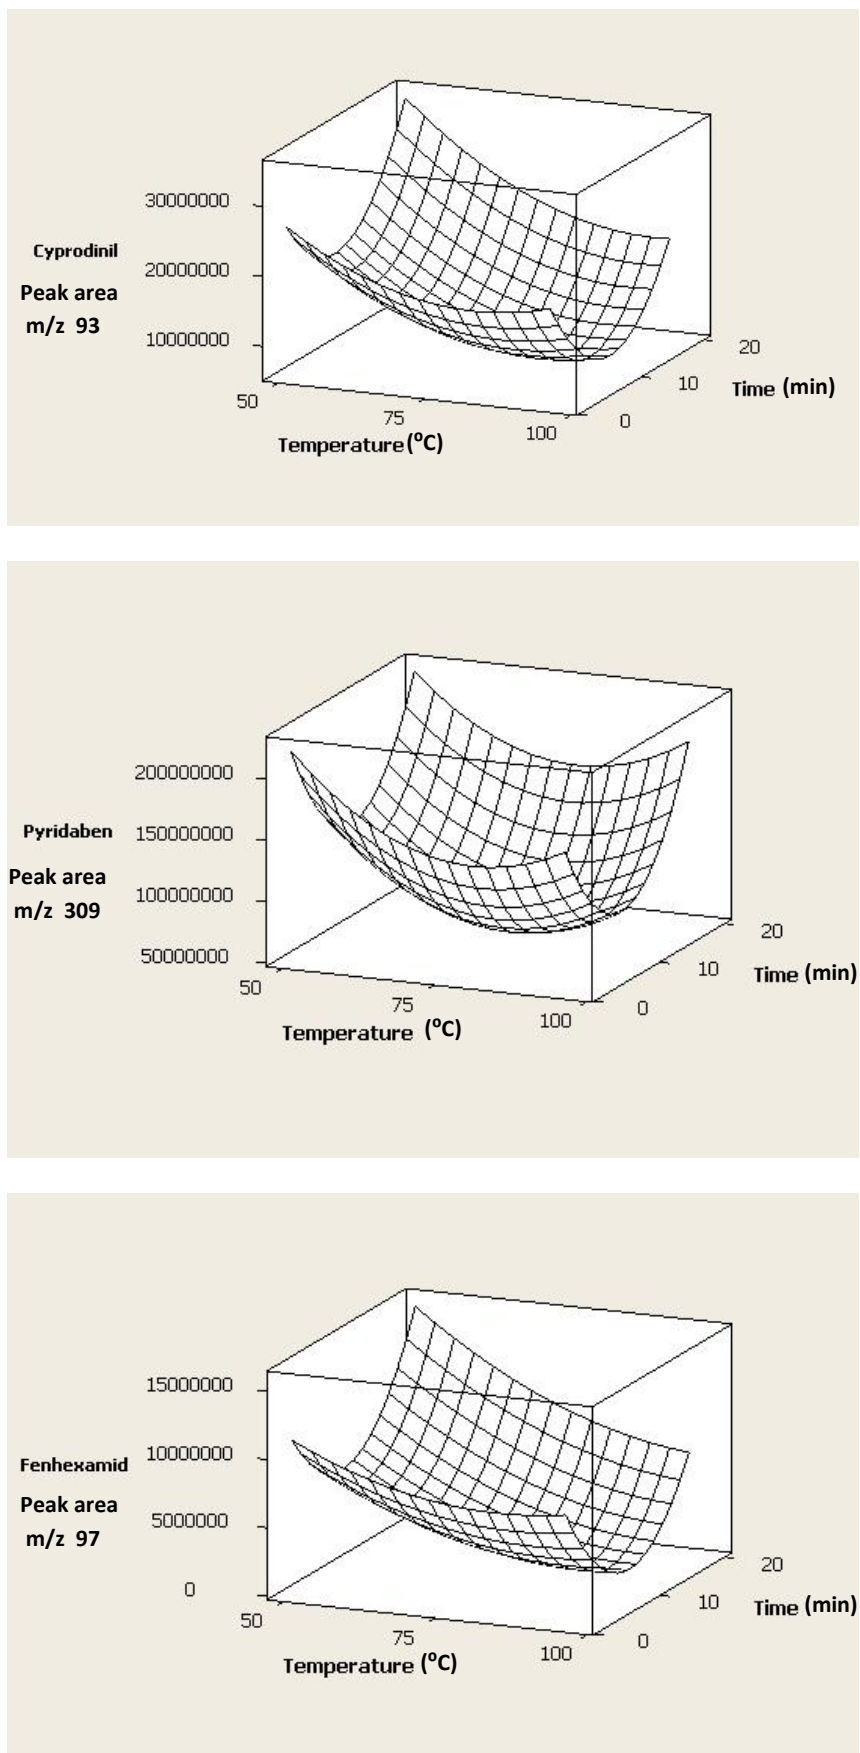 30000000
Cyprodinil
20000000
Peak area
m/z 93
10000000
50
75
100
Temperature (°C)
0
10
20
Time (min)
200000000
Pyridaben
150000000
Peak area
100000000
m/z 309
50000000
50
75
100
Temperature (°C)
0
10
20
Time (min)
15000000
10000000
Fenhexamid
Peak area
5000000
m/z 97
0
50
75
100
Temperature (°C)
0
10
20
Time (min)